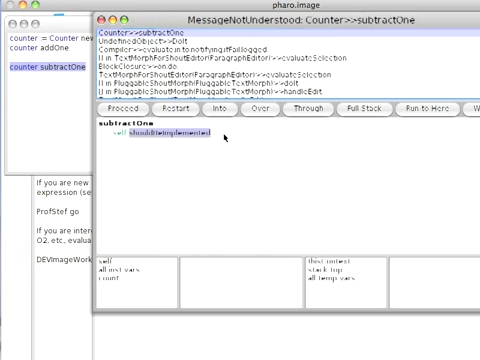 pharo.image
counter := Counter new
counter addOne
counter subtractOne
MessageNotUnderstood: Counter>>subtractOne
Counter>>subtractOne
UndefinedObject>>DoIt
Compiler>>evaluate:in:to:notifying:ifFail:logged:
[] in TextMorphForShoutEditor(ParagraphEditor)>>evaluateSelection
BlockClosure>>on:do:
TextMorphForShoutEditor(ParagraphEditor)>>evaluateSelection
[] in PluggableShoutMorph(PluggableTextMorph)>>doIt
[] in PluggableShoutMorph(PluggableTextMorph)>>handleEdit:
Proceed Restart Into Over Through Full Stack Run to Here
subtractOne
self shouldBeImplemented
If you are new
expression (se
ProfStef go
If you are inter
O2, etc, evalua
DEVImageWork
self
all inst vars
count
thisContext
stack top
all temp vars